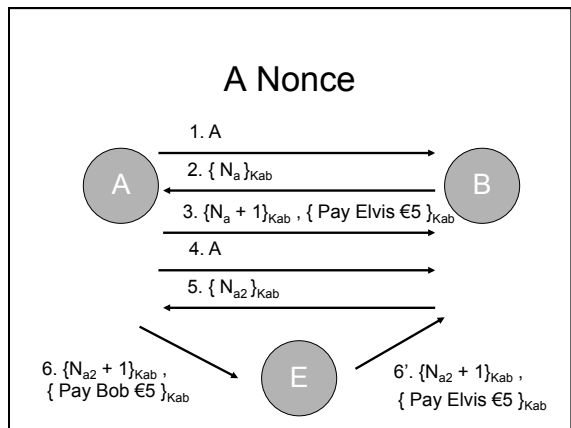 A Nonce
1. A
2. { Na }Kab
A
B
3. {Na + 1}Kab , { Pay Elvis €5 }Kab
4. A
5. { Na2 }Kab
6. {Na2 + 1}Kab ,
{ Pay Bob €5 }Kab
E
6’. {Na2 + 1}Kab ,
{ Pay Elvis €5 }Kab